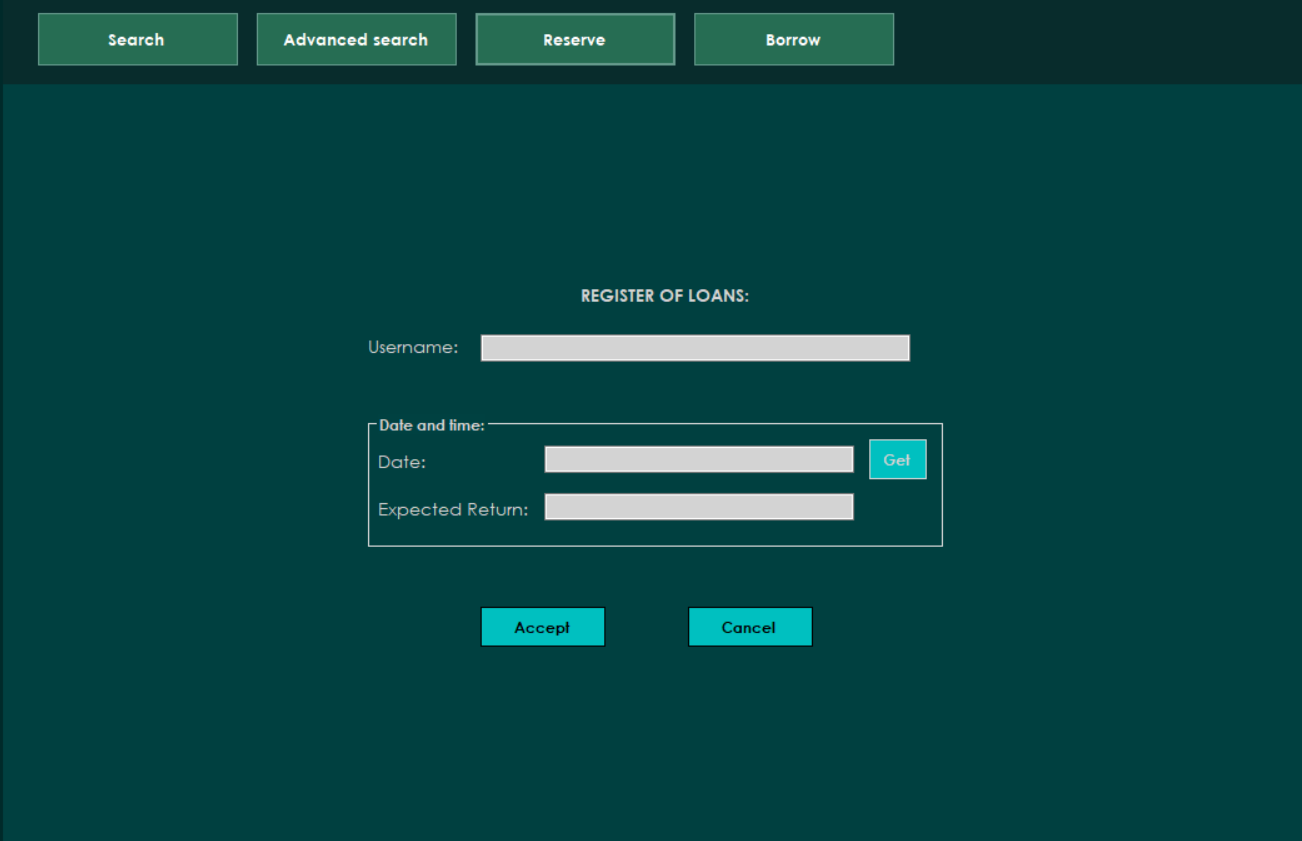 Search Advanced search Reserve Borrow
REGISTER OF LOANS:
Username:
Date and time:
Date: Get
Expected Return:
Accept Cancel